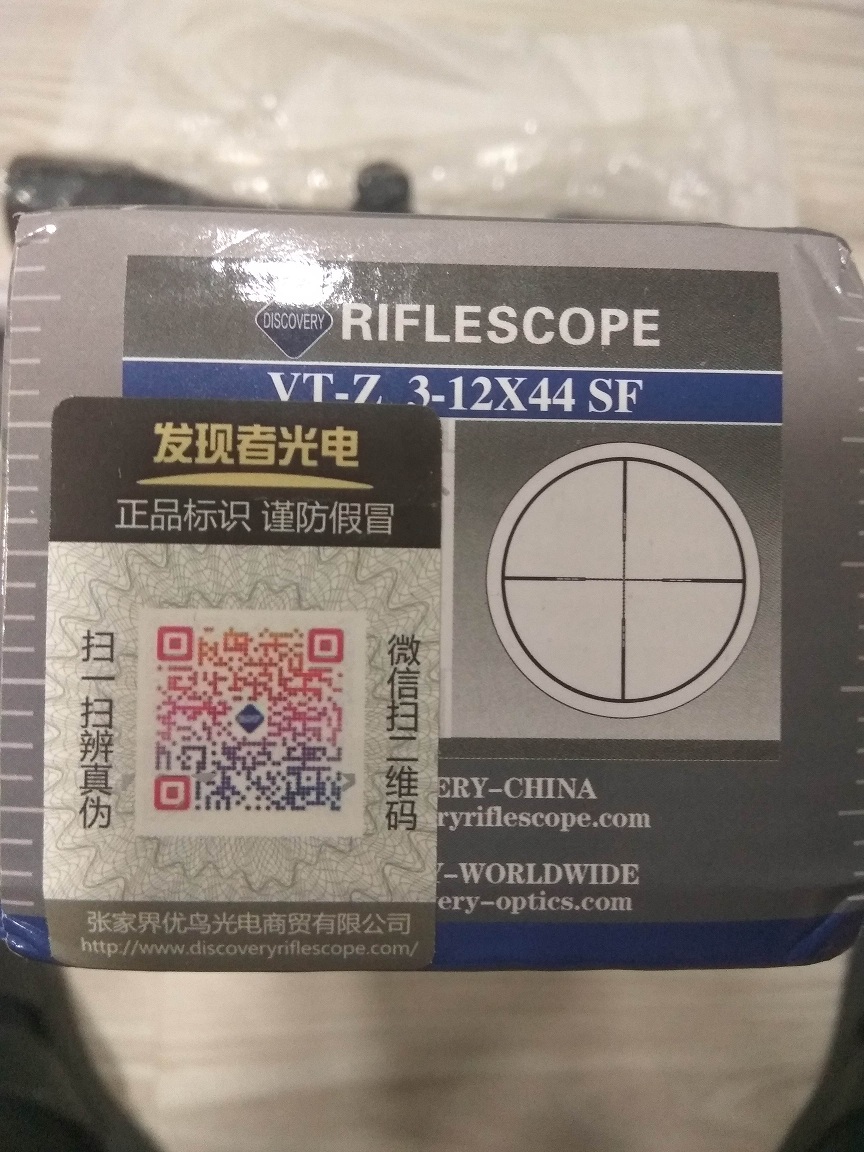 DISCOVERY RIFLESCOPE
VT-Z 3-12X44 SF
发现者光电
正品标识 谨防假冒
扫一扫辨真伪
微信扫二维码
张家界优鸟光电商贸有限公司
http://www.discoveryriflescope.com/
ERY-CHINA
ryriflescope.com
Y-WORLDWIDE
ery-optics.com